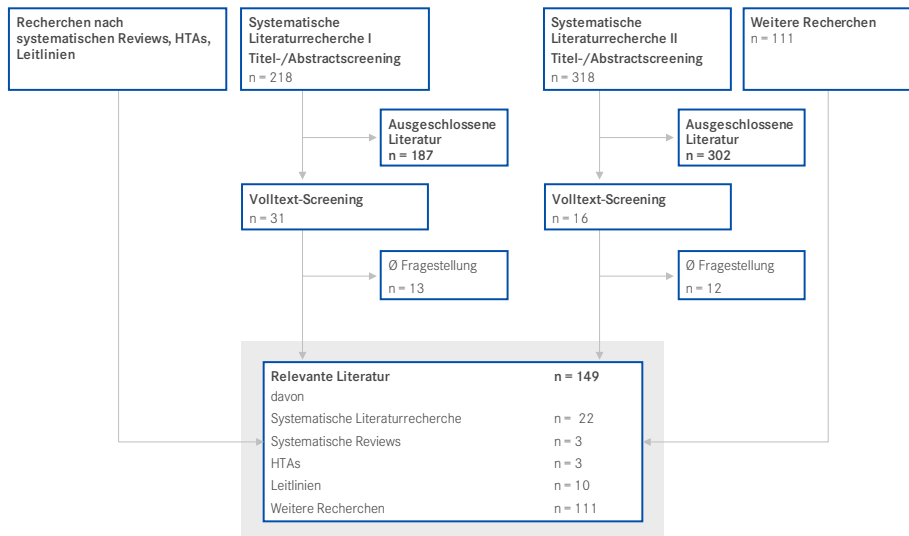 Recherchen nach
systematischen Reviews, HTAs,
Leitlinien
Systematische
Literaturrecherche I
Titel-/Abstractscreening
n = 218
Systematische
Literaturrecherche II
Titel-/Abstractscreening
n = 318
Weitere Recherchen
n = 111
Ausgeschlossene
Literatur
n = 187
Ausgeschlossene
Literatur
n = 302
Volltext-Screening
n = 31
Volltext-Screening
n = 16
Ø Fragestellung
n = 13
Ø Fragestellung
n = 12
Relevante Literatur n = 149
davon
Systematische Literaturrecherche n = 22
Systematische Reviews n = 3
HTAs n = 3
Leitlinien n = 10
Weitere Recherchen n = 111